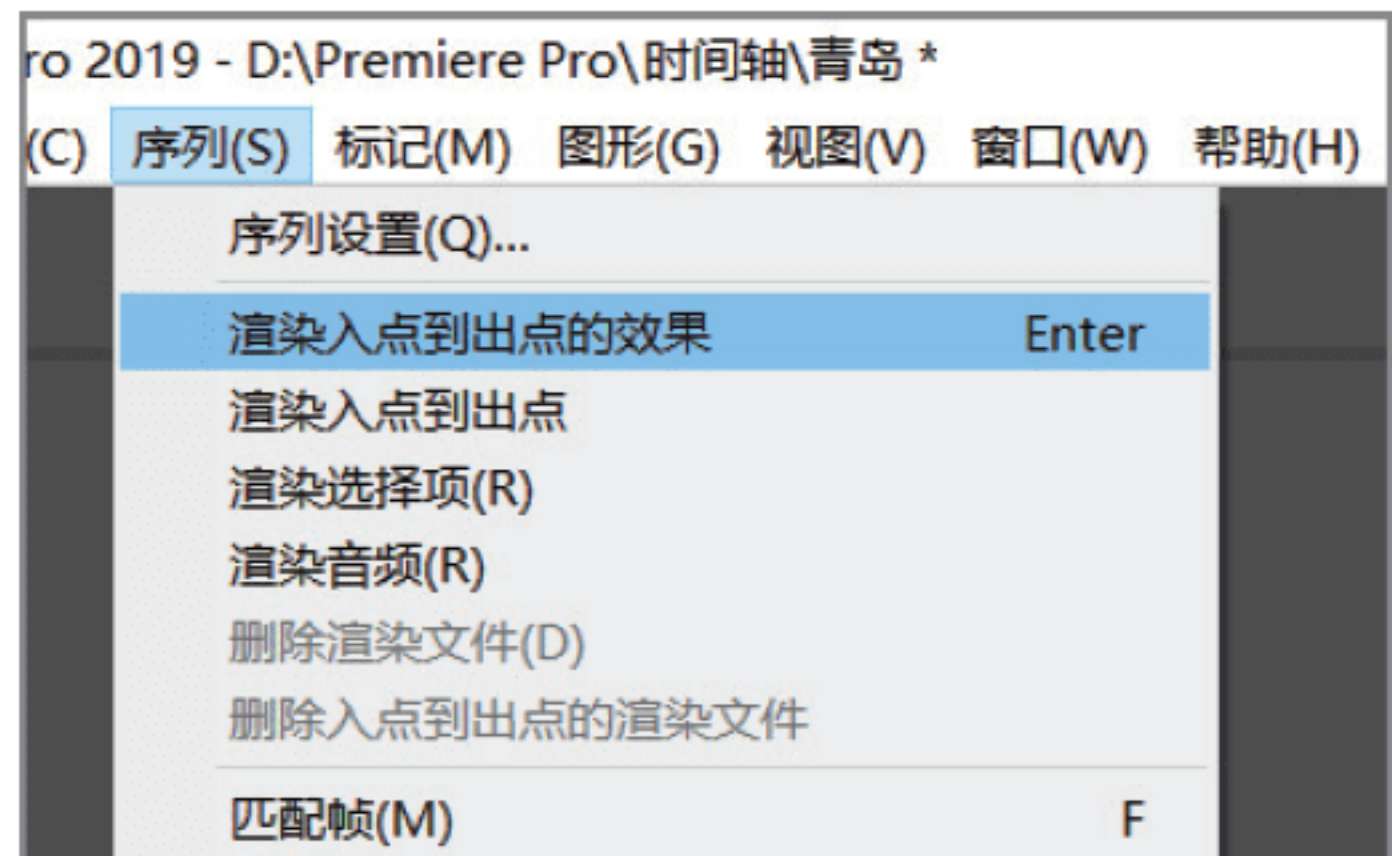 ro 2019 - D:\Premiere Pro\时间轴\青岛 *
(C) 序列(S) 标记(M) 图形(G) 视图(V) 窗口(W) 帮助(H)
序列设置(Q)...
渲染入点到出点的效果 Enter
渲染入点到出点
渲染选择项(R)
渲染音频(R)
删除渲染文件(D)
删除入点到出点的渲染文件
匹配帧(M) F